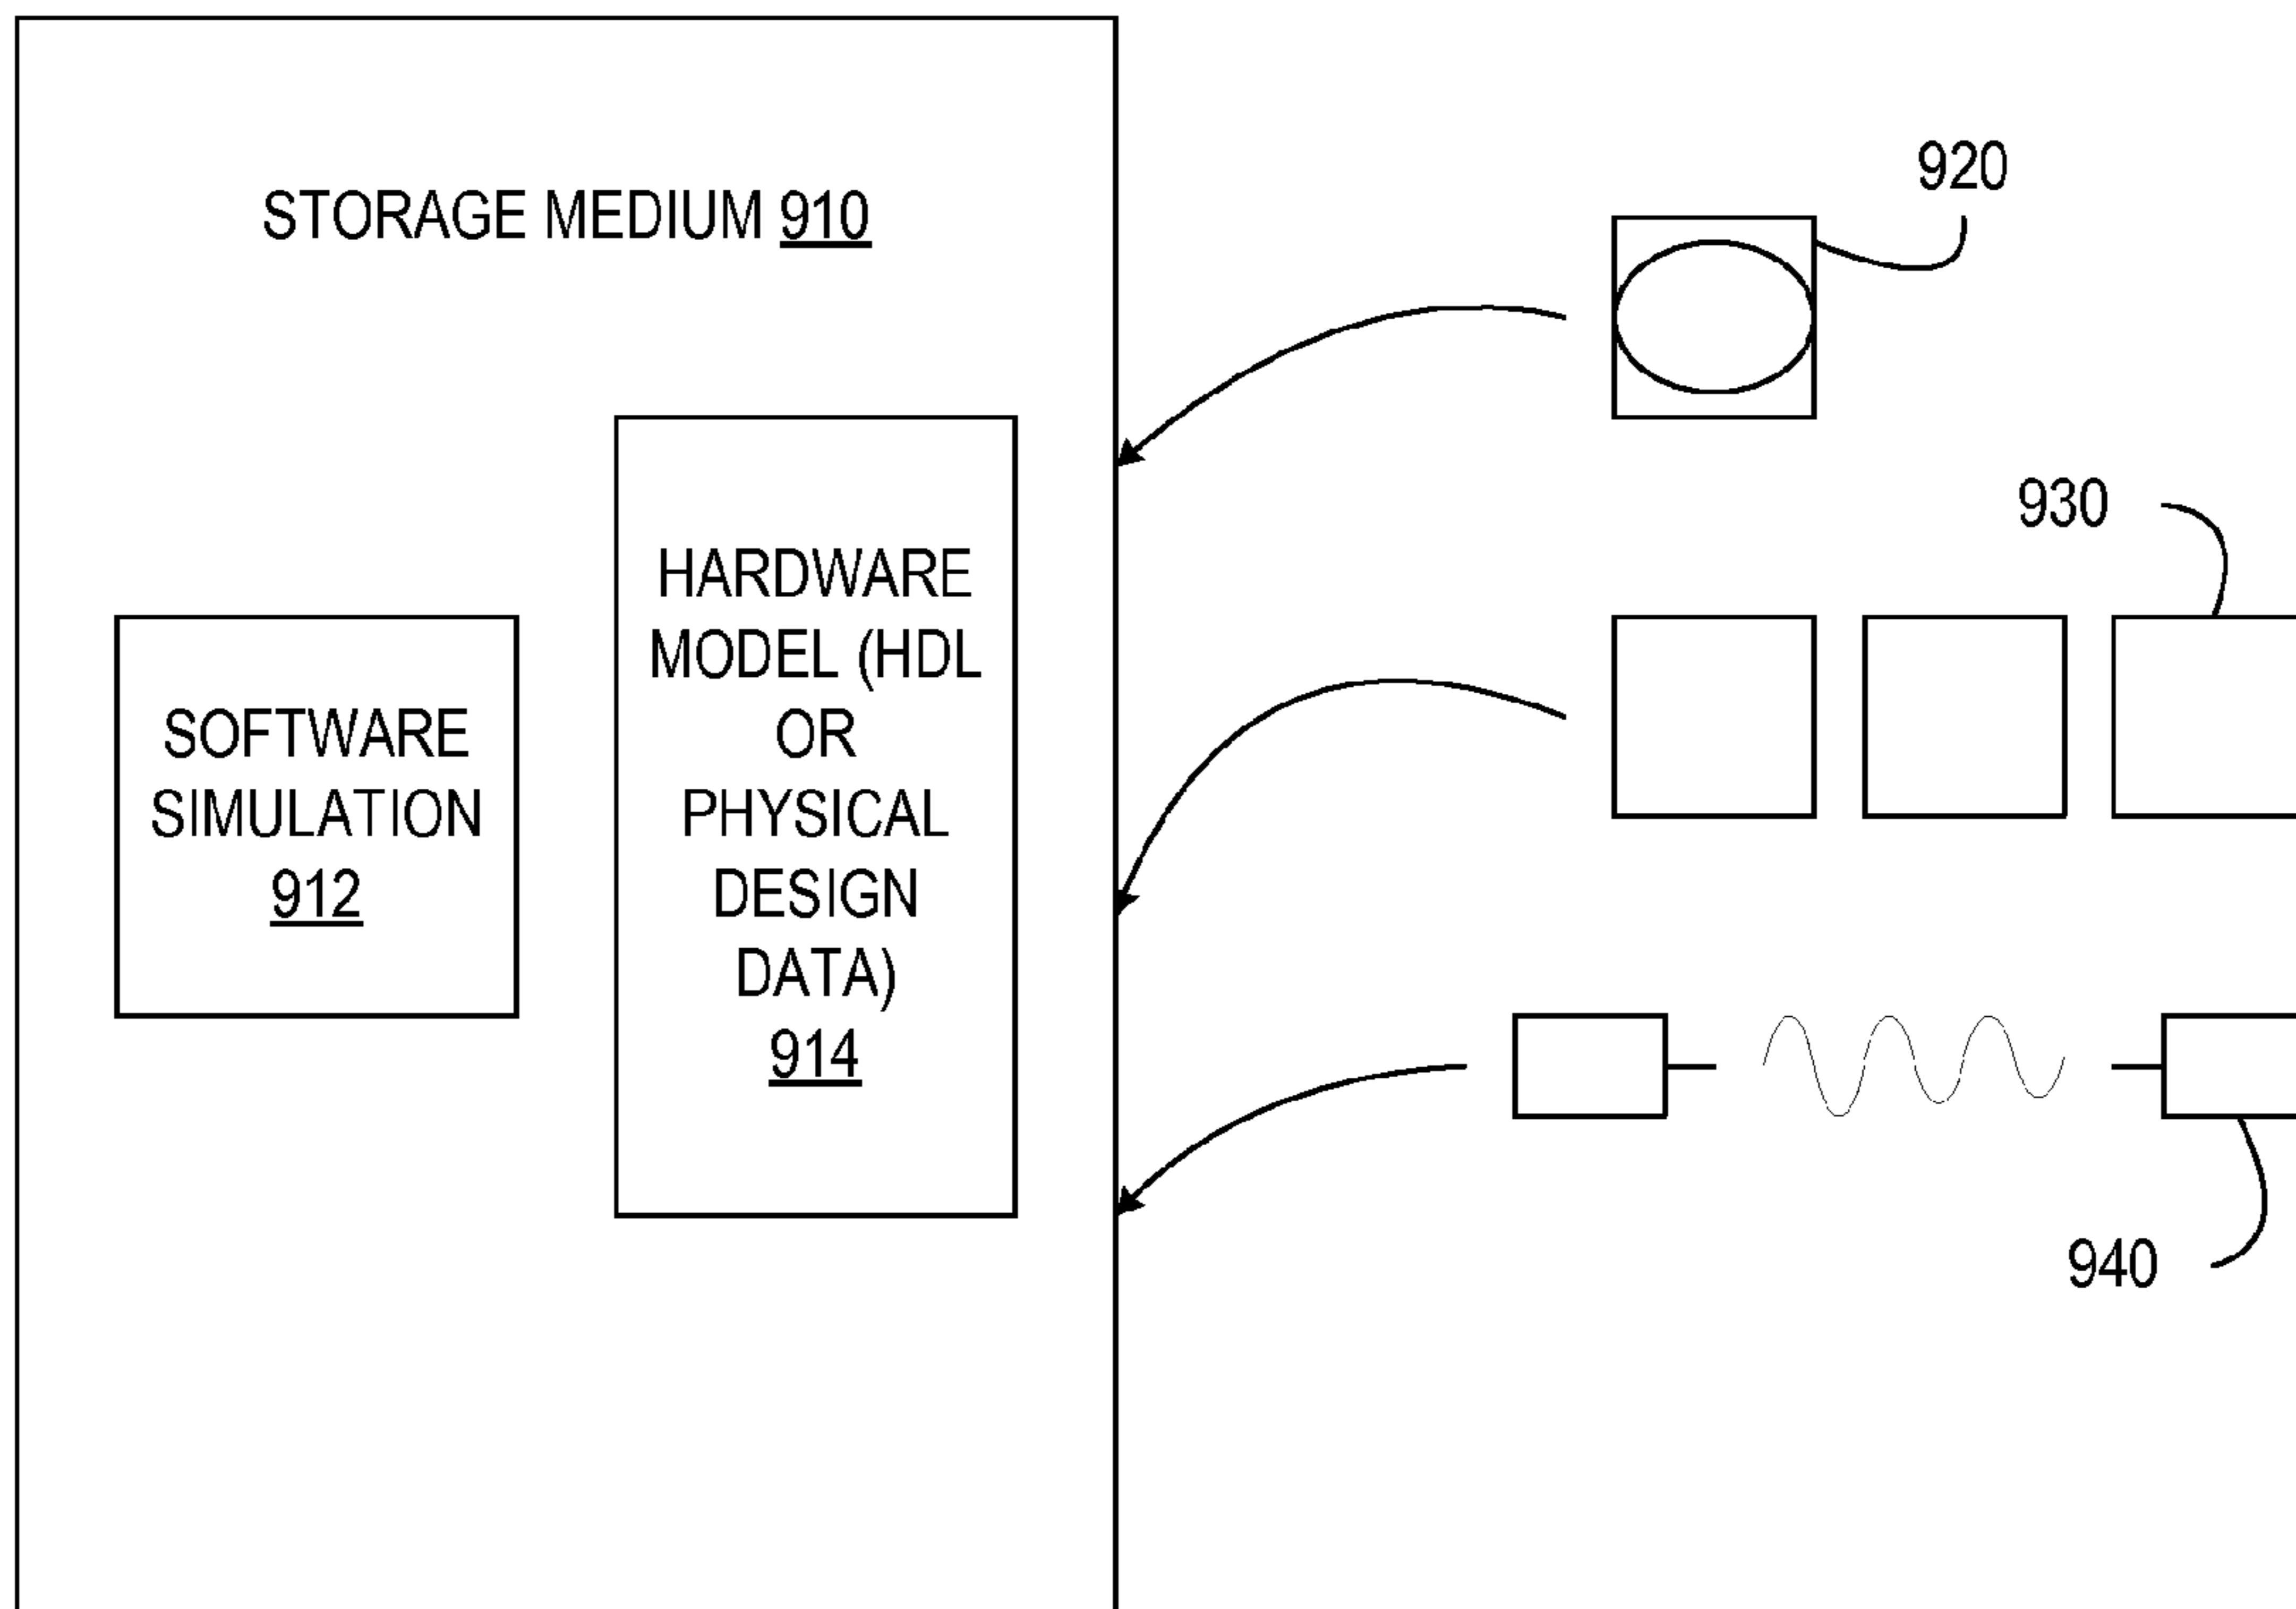 STORAGE MEDIUM 910
920
930
HARDWARE
MODEL (HDL
OR
PHYSICAL
DESIGN
DATA)
914
SOFTWARE
SIMULATION
912
940